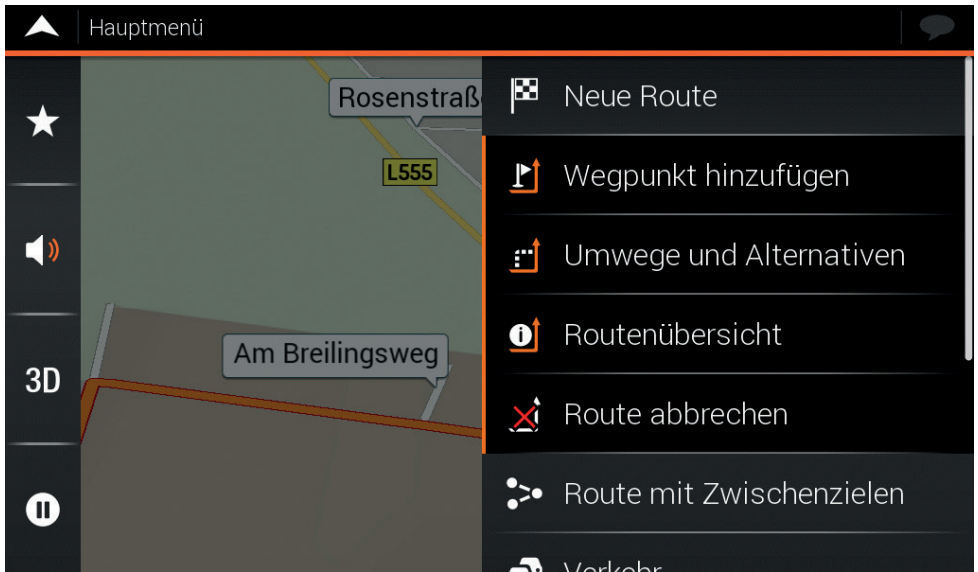 Hauptmenü
Rosenstraß
L555
Am Breilingsweg
3D
Neue Route
Wegpunkt hinzufügen
Umwege und Alternativen
Routenübersicht
Route abbrechen
Route mit Zwischenzielen
Verkehr